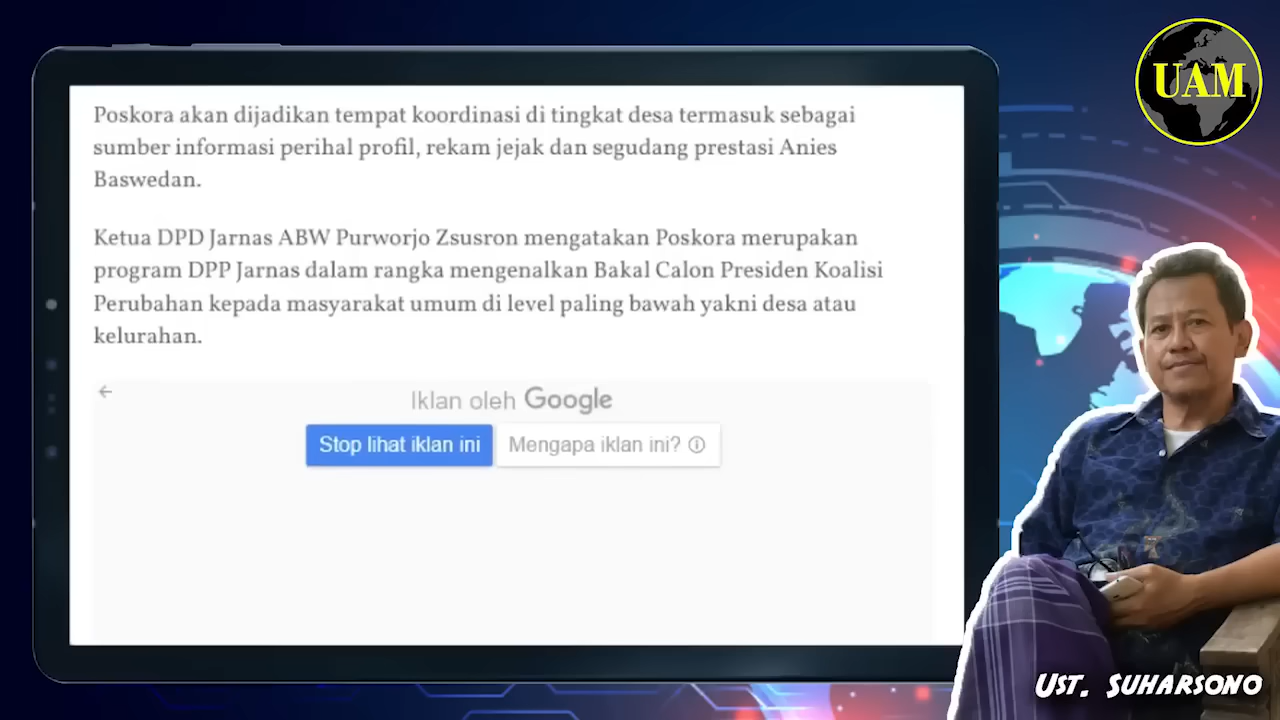 UAM
Poskora akan dijadikan tempat koordinasi di tingkat desa termasuk sebagai
sumber informasi perihal profil, rekam jejak dan segudang prestasi Anies
Baswedan.
Ketua DPD Jarnas ABW Purworjo Zsusron mengatakan Poskora merupakan
program DPP Jarnas dalam rangka mengenalkan Bakal Calon Presiden Koalisi
Perubahan kepada masyarakat umum di level paling bawah yakni desa atau
kelurahan.
Iklan oleh Google
Stop lihat iklan ini
Mengapa iklan ini?
Ust. Suharsono